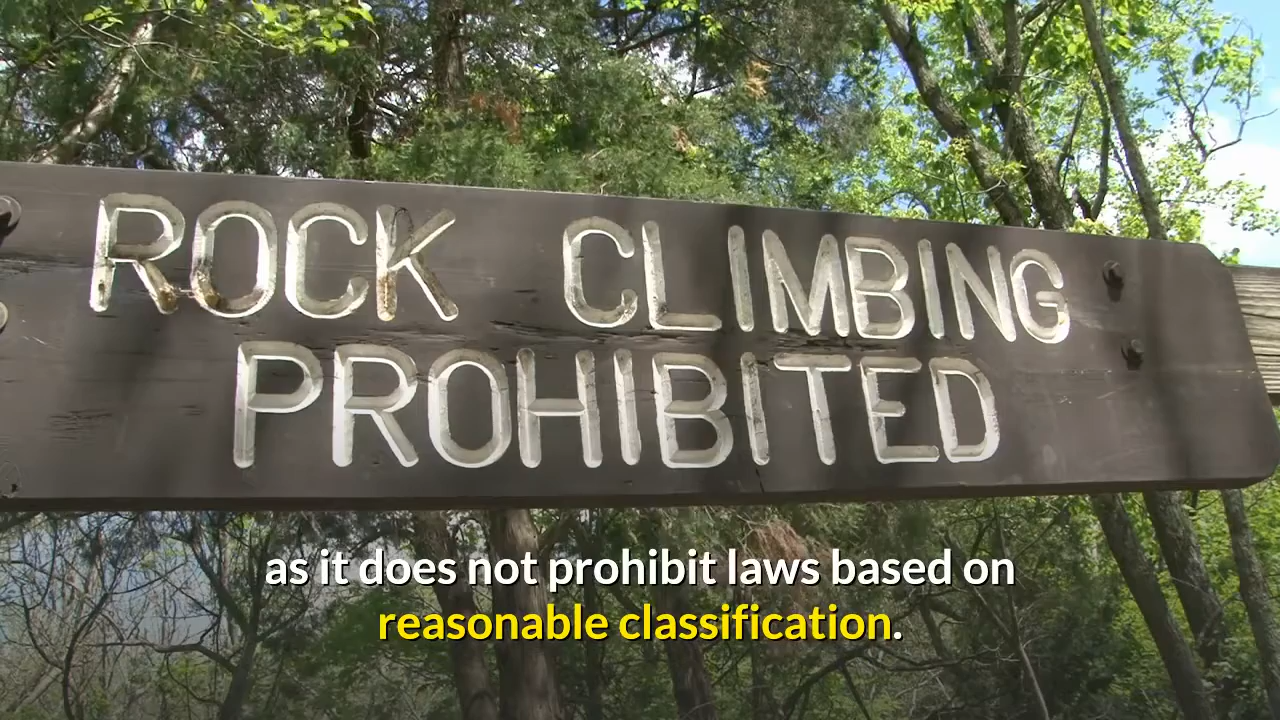 ROCK CLIMBING
PROHIBITED
as it does not prohibit laws based on
reasonable classification.